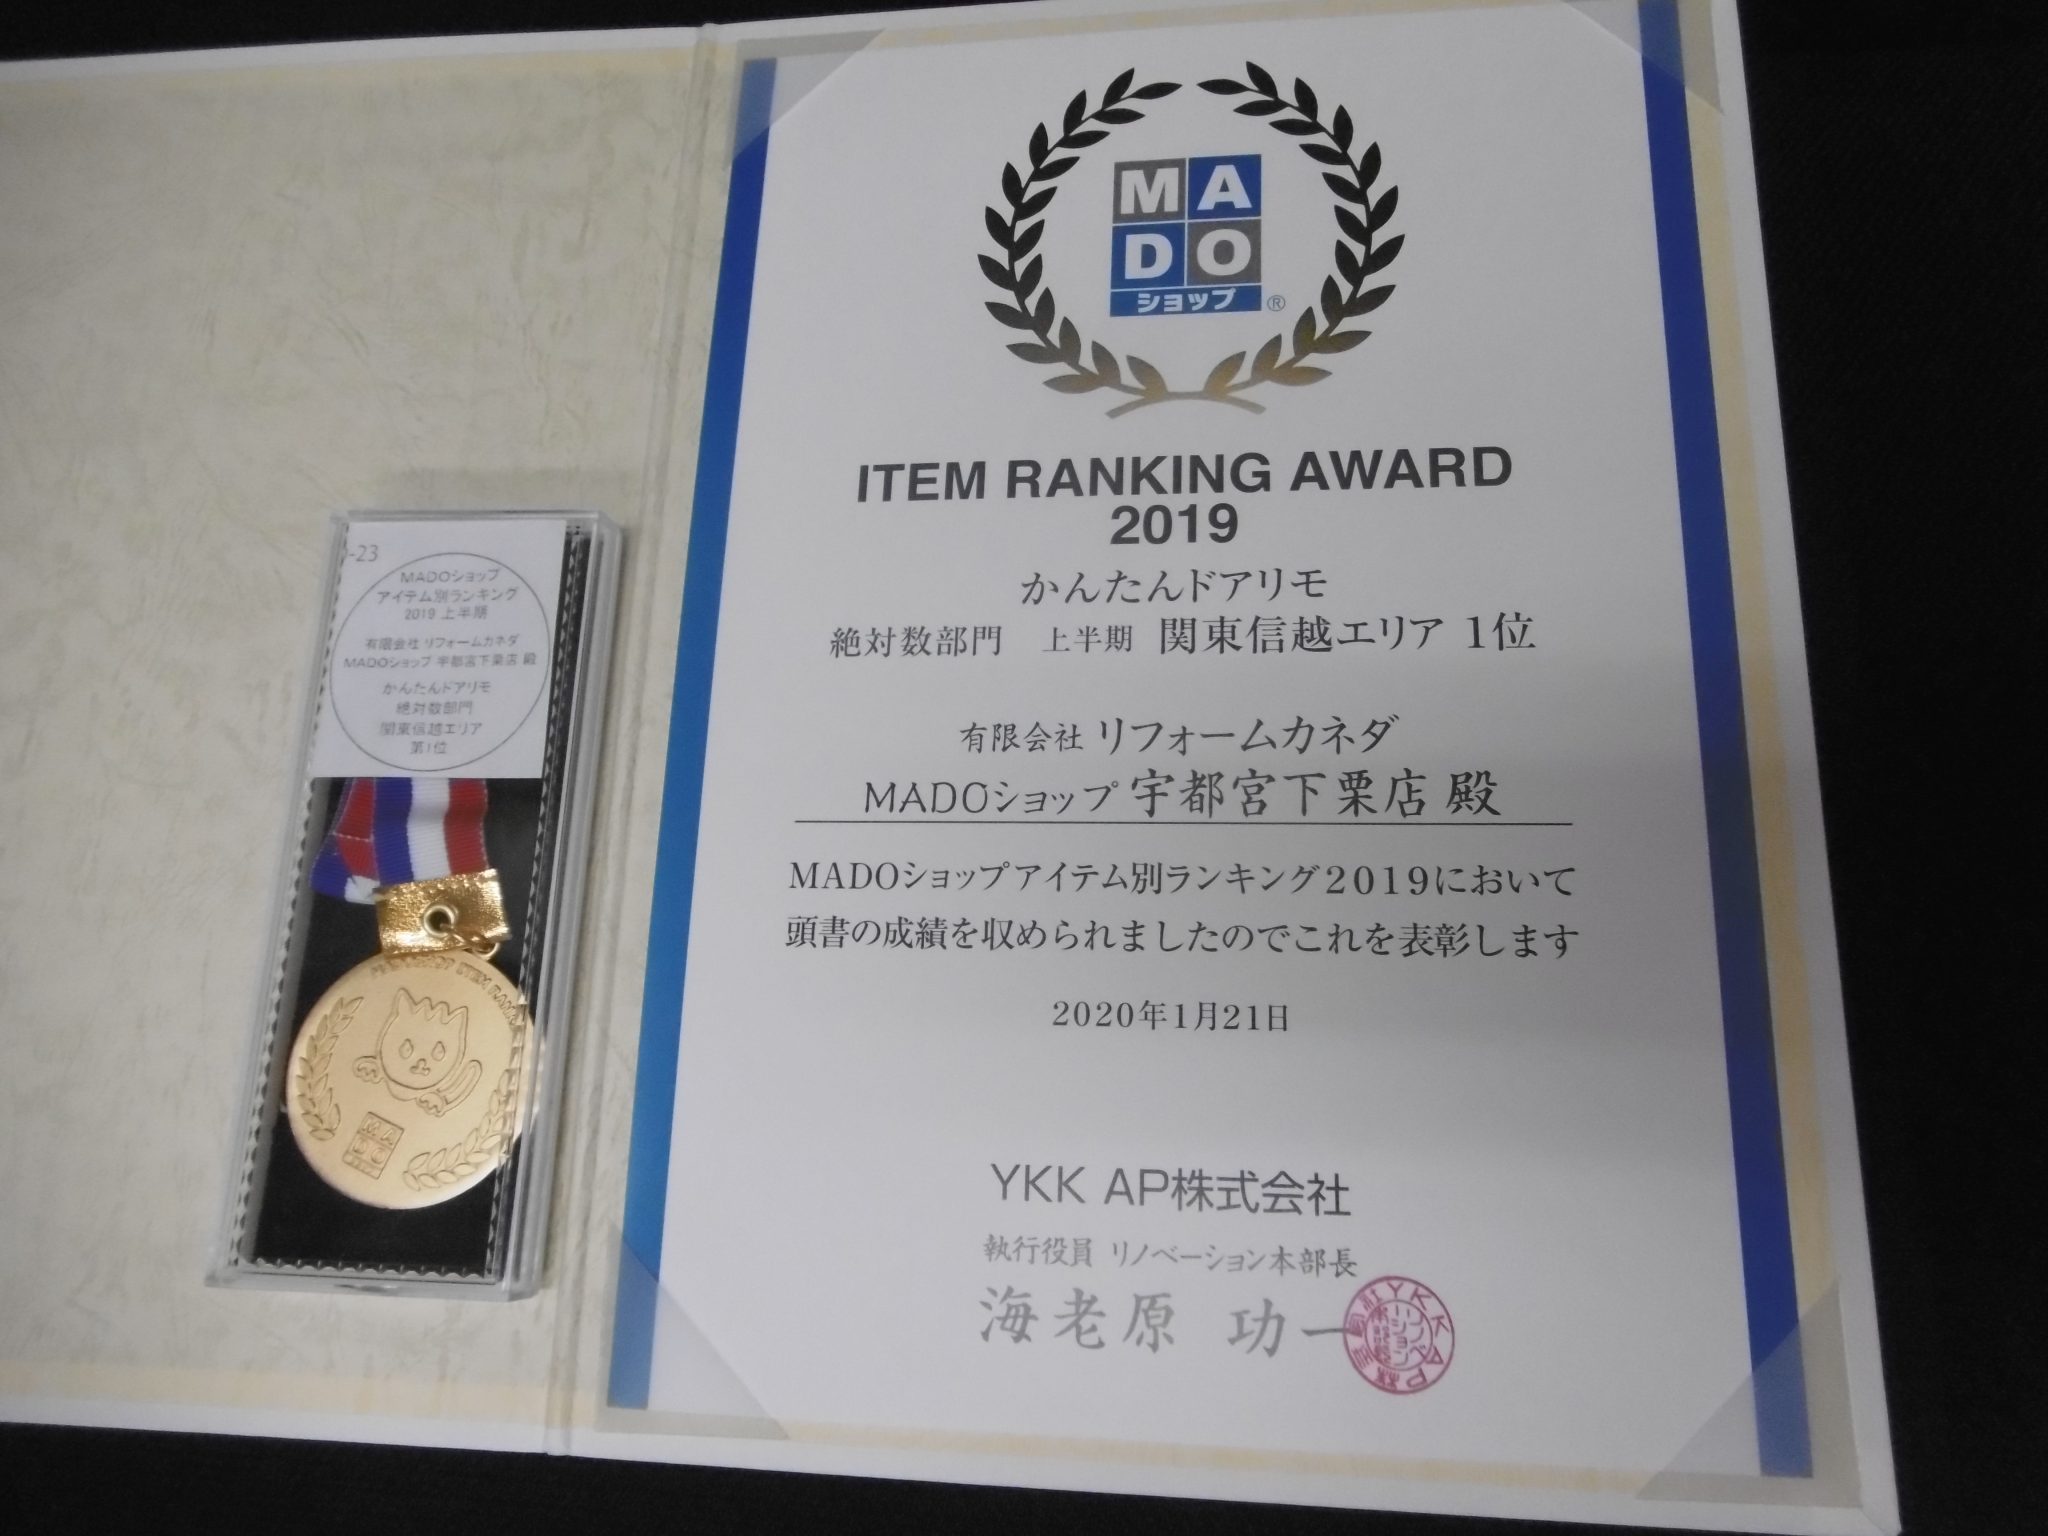 -23
MADOショップ
アイテム別ランキング
2019 上半期
有限会社 リフォームカネダ
MADOショップ 宇都宮下栗店 殿
かんたんドアリモ
絶対数部門
関東信越エリア
第1位
MADO
ショップ
MA
DO
ショップ®
ITEM RANKING AWARD
2019
かんたんドアリモ
絶対数部門 上半期 関東信越エリア 1位
有限会社 リフォームカネダ
MADOショップ 宇都宮下栗店 殿
MADOショップアイテム別ランキング2019において
頭書の成績を収められましたのでこれを表彰します
2020年1月21日
YKK AP株式会社
執行役員 リノベーション本部長
海老原 功一